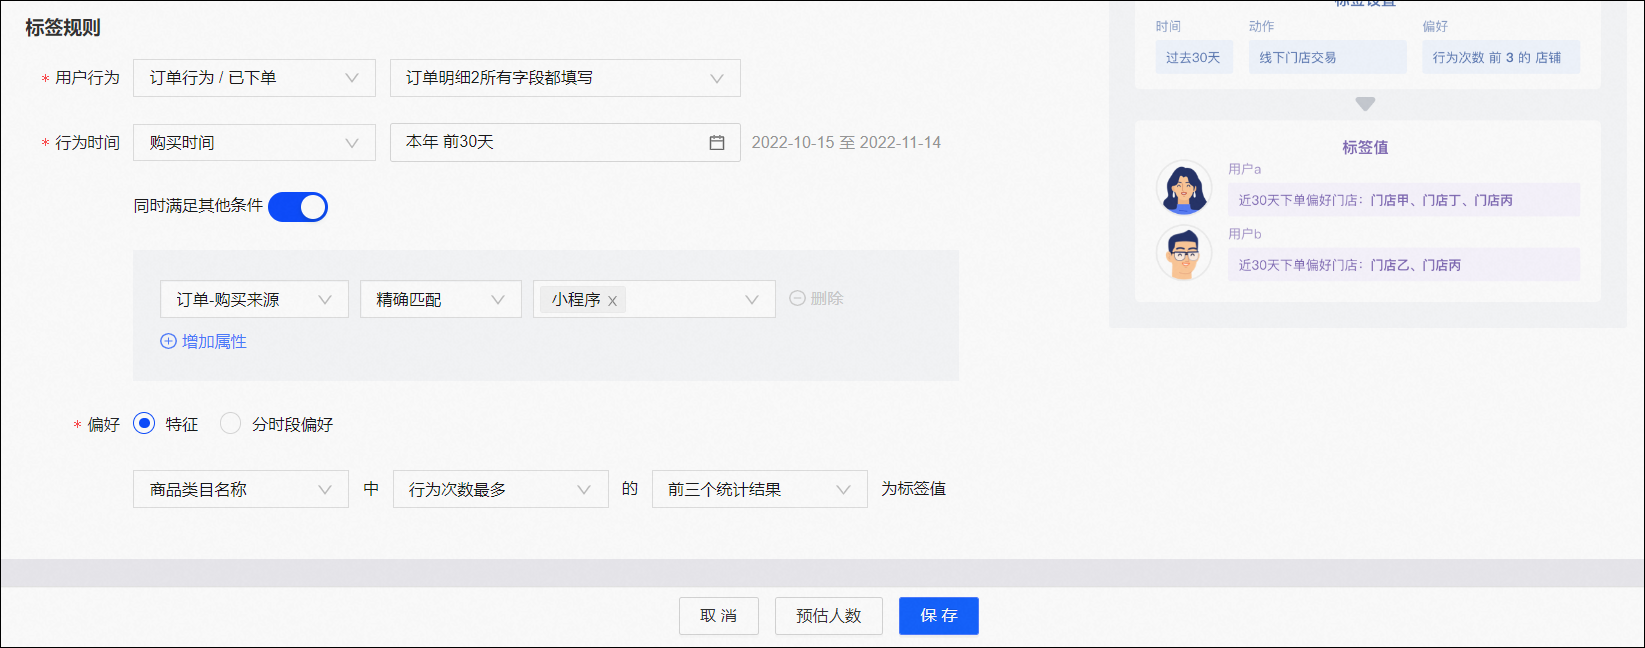 标签规则
* 用户行为 订单行为 / 已下单 订单明细2所有字段都填写
* 行为时间 购买时间 本年 前30天 2022-10-15 至 2022-11-14
同时满足其他条件
订单-购买来源 精确匹配 小程序 x 删除
增加属性
* 偏好 特征 分时段偏好
商品类目名称 中 行为次数最多 的 前三个统计结果 为标签值
取 消 预估人数 保 存
时间 动作 偏好
过去30天 线下门店交易 行为次数 前 3 的 店铺
标签值
用户a
近30天下单偏好门店：门店甲、门店丁、门店丙
用户b
近30天下单偏好门店：门店乙、门店丙